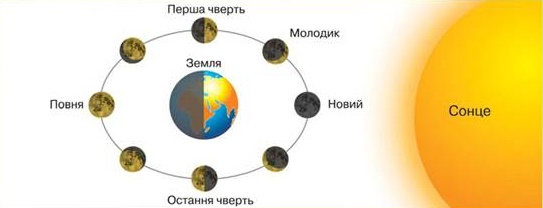 Перша чверть
Молодик
Земля
Повня
Новий
Сонце
Остання чверть